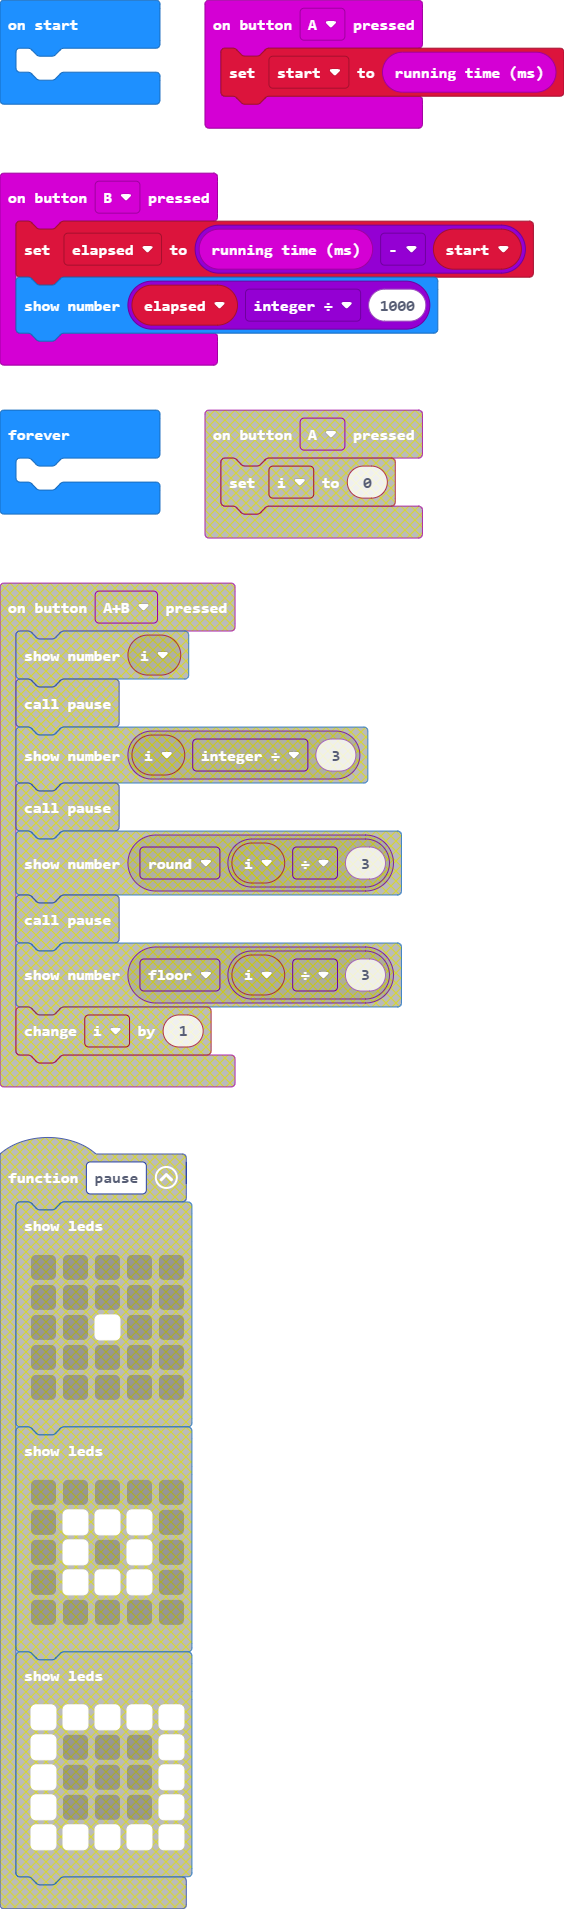 on start
on button A pressed
set start to running time (ms)
on button B pressed
set elapsed to running time (ms) - start
show number elapsed integer ÷ 1000
forever
on button A pressed
set i to 0
on button A+B pressed
show number i
call pause
show number i integer ÷ 3
call pause
show number round i ÷ 3
call pause
show number floor i ÷ 3
change i by 1
function pause
show leds
show leds
show leds